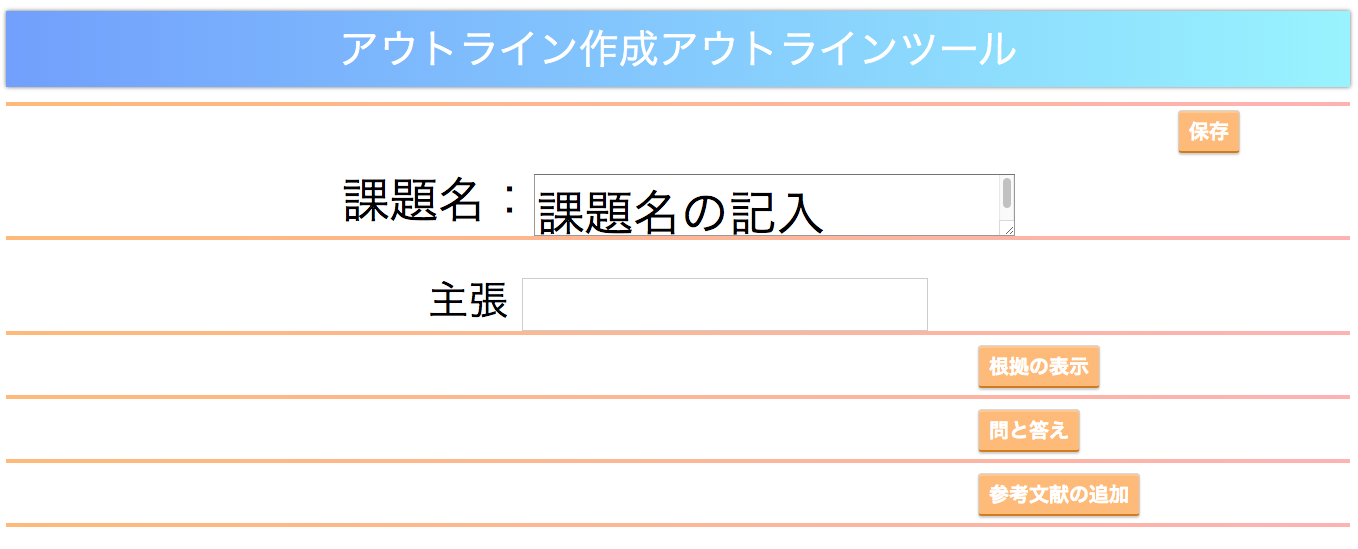 アウトライン作成アウトラインツール
保存
課題名：
課題名の記入
主張
根拠の表示
問と答え
参考文献の追加